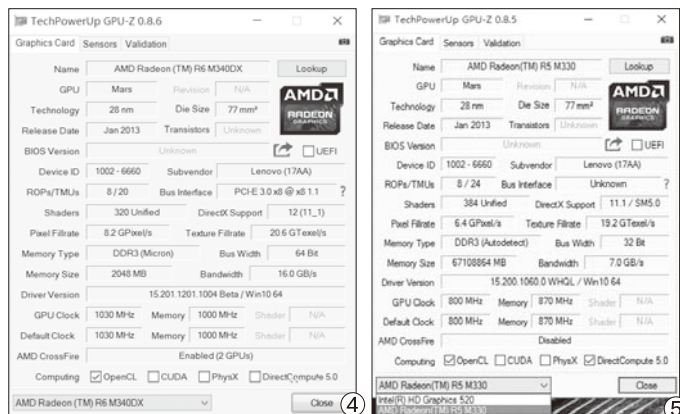 TechPowerUp GPU-Z 0.8.6
Graphics Card Sensors Validation
Name AMD Radeon (TM) R6 M340DX Lookup
GPU Mars Revision N/A
Technology 28 nm Die Size 77 mm²
Release Date Jan 2013 Transistors Unknown
BIOS Version Unknown UEFI
Device ID 1002 - 6660 Subvendor Lenovo (17AA)
ROPs/TMUs 8 / 20 Bus Interface PCI-E 3.0 x8 @ x8 1.1 ?
Shaders 320 Unified DirectX Support 12 (11_1)
Pixel Fillrate 8.2 GPixel/s Texture Fillrate 20.6 GTexel/s
Memory Type DDR3 (Micron) Bus Width 64 Bit
Memory Size 2048 MB Bandwidth 16.0 GB/s
Driver Version 15.201.1201.1004 Beta / Win10 64
GPU Clock 1030 MHz Memory 1000 MHz Shader N/A
Default Clock 1030 MHz Memory 1000 MHz Shader N/A
AMD CrossFire Enabled (2 GPUs)
Computing OpenCL CUDA PhysX DirectCompute 5.0
AMD Radeon (TM) R6 M340DX Close
④
AMD
RADEON
GRAPHICS
TechPowerUp GPU-Z 0.8.5
Graphics Card Sensors Validation
Name AMD Radeon(TM) R5 M330 Lookup
GPU Mars Revision N/A
Technology 28 nm Die Size 77 mm²
Release Date Jan 2013 Transistors Unknown
BIOS Version Unknown UEFI
Device ID 1002 - 6660 Subvendor Lenovo (17AA)
ROPs/TMUs 8 / 24 Bus Interface Unknown ?
Shaders 384 Unified DirectX Support 11.1 / SM5.0
Pixel Fillrate 6.4 GPixel/s Texture Fillrate 19.2 GTexel/s
Memory Type DDR3 (Autodetect) Bus Width 32 Bit
Memory Size 67108864 MB Bandwidth 7.0 GB/s
Driver Version 15.200.1060.0 WHQL / Win10 64
GPU Clock 800 MHz Memory 870 MHz Shader N/A
Default Clock 800 MHz Memory 870 MHz Shader N/A
AMD CrossFire Disabled
Computing OpenCL CUDA PhysX DirectCompute 5.0
AMD Radeon(TM) R5 M330 Close
Intel(R) HD Graphics 520
AMD Radeon(TM) R5 M330
⑤
AMD
RADEON
GRAPHICS